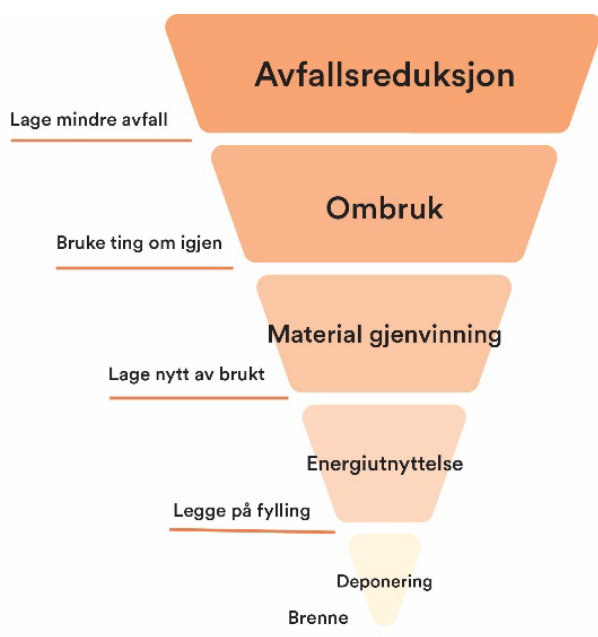 Avfallsreduksjon
Lage mindre avfall
Ombruk
Bruke ting om igjen
Material gjenvinning
Lage nytt av brukt
Energiutnyttelse
Legge på fylling
Deponering
Brenne